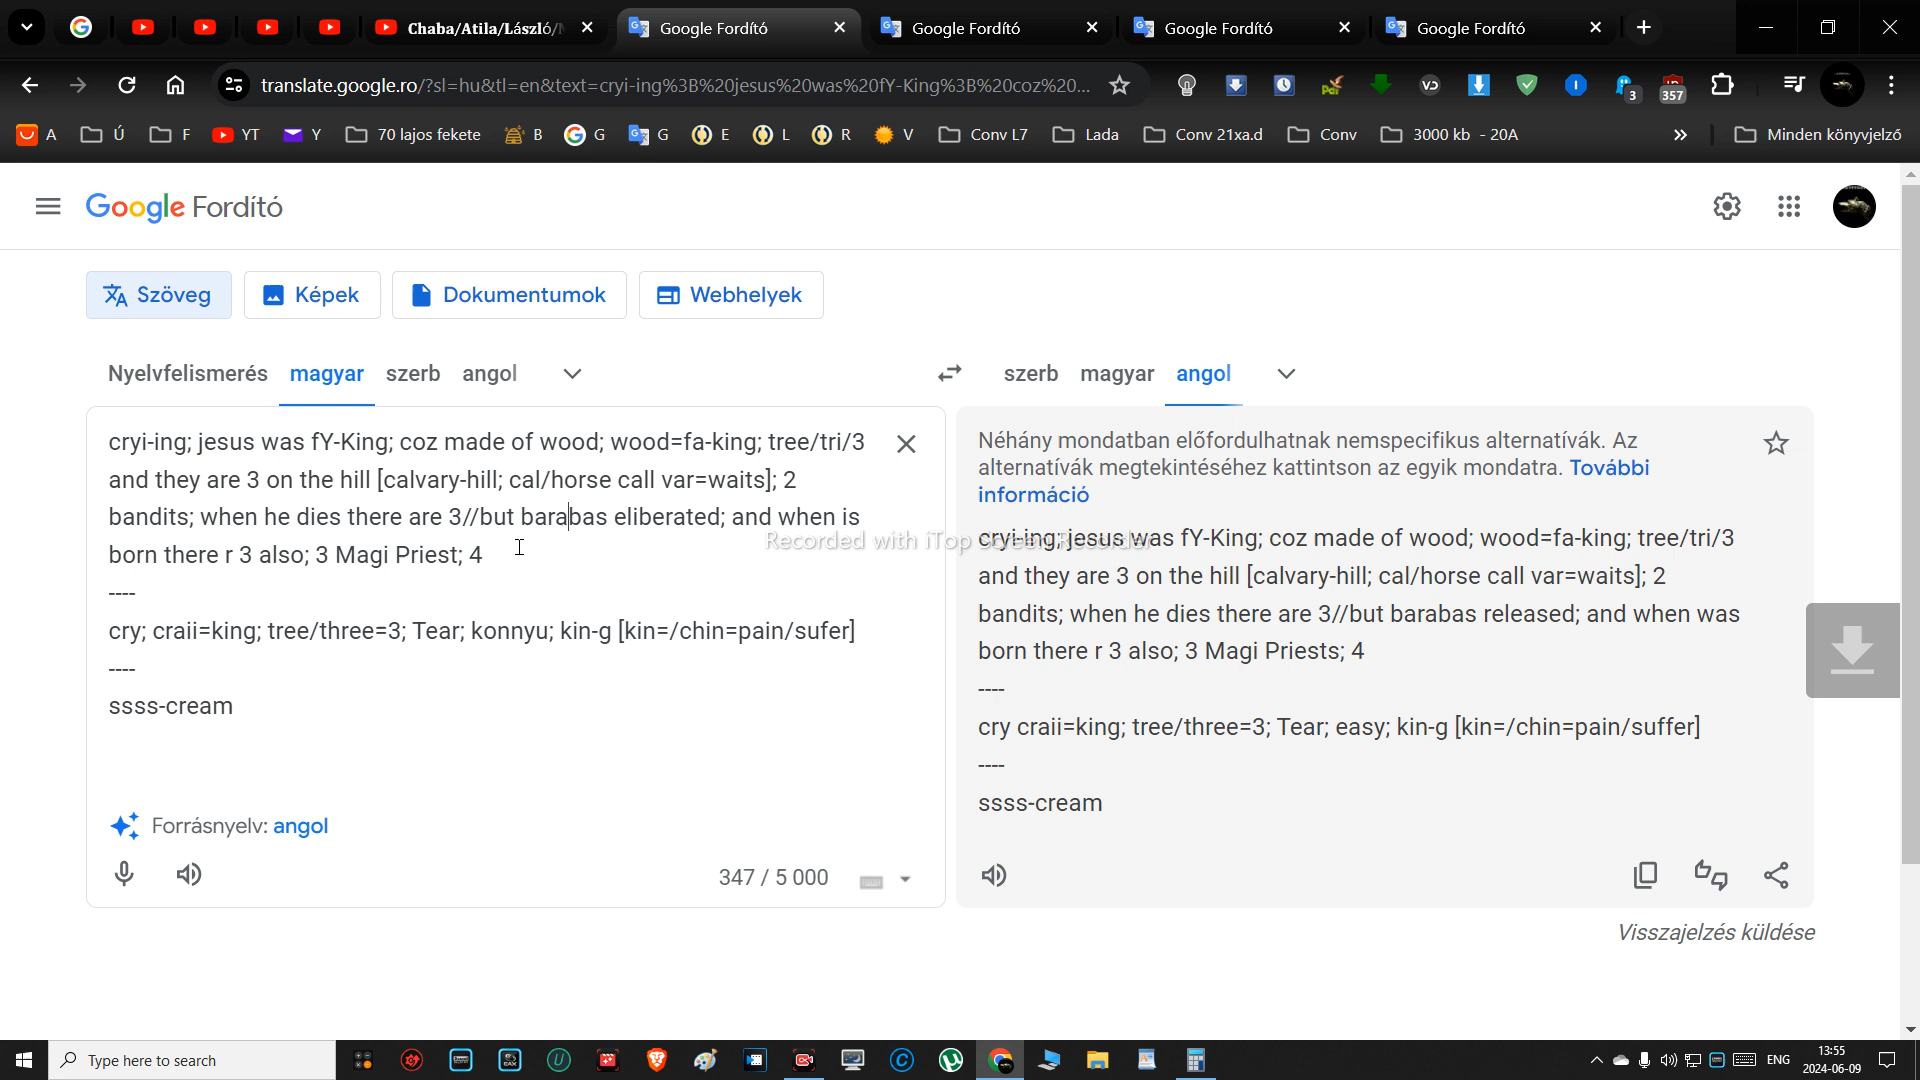 Chaba/Atila/László/
Google Fordító
Google Fordító
Google Fordító
Google Fordító
translate.google.ro/?sl=hu&tl=en&text=cryi-ing%3B%20jesus%20was%20fY-King%3B%20coz%20...
3
357
A
Ú
F
YT
Y
70 lajos fekete
B
G
G
E
L
R
V
Conv L7
Lada
Conv 21xa.d
Conv
3000 kb - 20A
»
Minden könyvjelző
Google Fordító
Szöveg
Képek
Dokumentumok
Webhelyek
Nyelvfelismerés magyar szerb angol
szerb magyar angol
cryi-ing; jesus was fY-King; coz made of wood; wood=fa-king; tree/tri/3
and they are 3 on the hill [calvary-hill; cal/horse call var=waits]; 2
bandits; when he dies there are 3//but barabas eliberated; and when is
born there r 3 also; 3 Magi Priest; 4
----
cry; craii=king; tree/three=3; Tear; konnyu; kin-g [kin=/chin=pain/sufer]
----
ssss-cream
Forrásnyelv: angol
347 / 5 000
Néhány mondatban előfordulhatnak nemspecifikus alternatívák. Az
alternatívák megtekintéséhez kattintson az egyik mondatra. További
információ
cryi-ing; jesus was fY-King; coz made of wood; wood=fa-king; tree/tri/3
and they are 3 on the hill [calvary-hill; cal/horse call var=waits]; 2
bandits; when he dies there are 3//but barabas released; and when was
born there r 3 also; 3 Magi Priests; 4
----
cry craii=king; tree/three=3; Tear; easy; kin-g [kin=/chin=pain/suffer]
----
ssss-cream
Recorded with iTop Screen Recorder
Visszajelzés küldése
Type here to search
ENG
13:55
2024-06-09